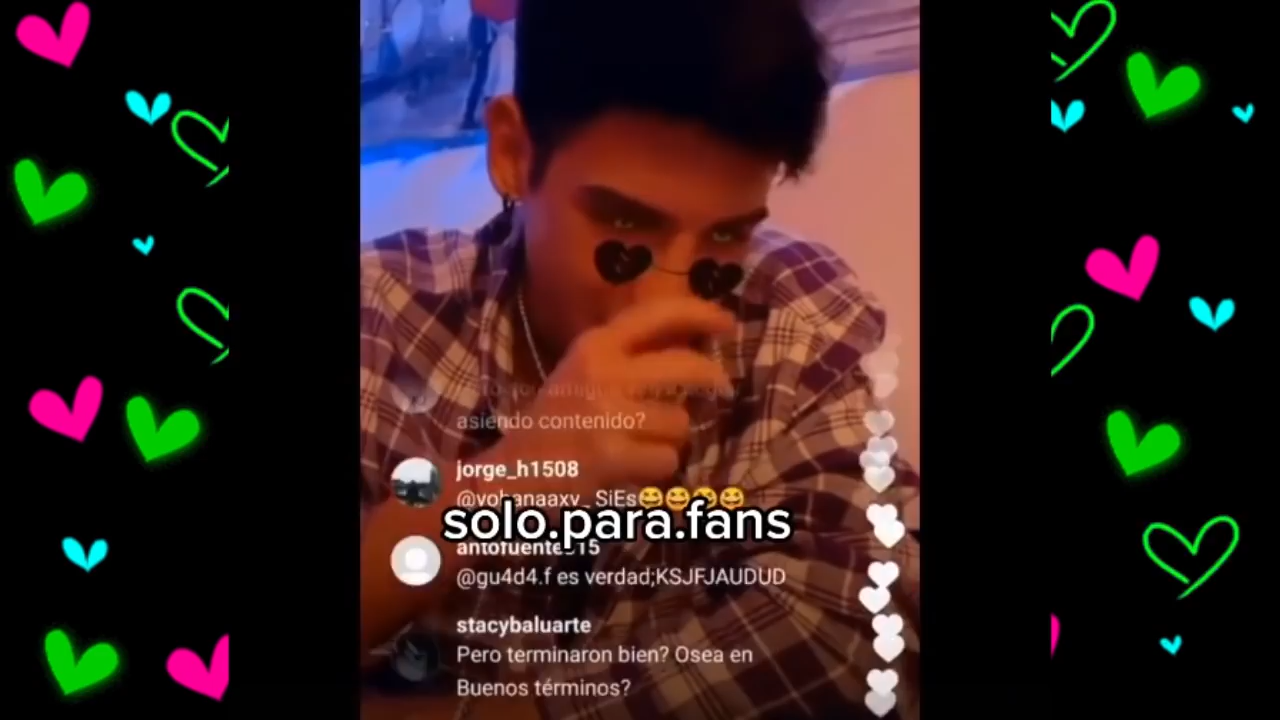 asiendo contenido?
jorge_h1508
@yohanaaxv_ SiEs😆😆😆😆
solo.para.fans
antofuentes15
@gu4d4.f es verdad;KSJFJAUDUD
stacybaluarte
Pero terminaron bien? Osea en
Buenos términos?